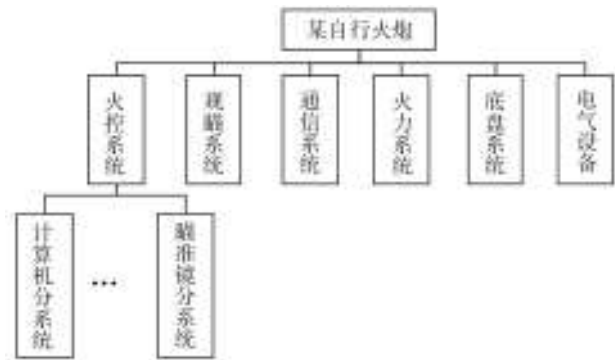 某自行火炮
火控系统
观瞄系统
通信系统
火力系统
底盘系统
电气设备
计算机分系统
...
瞄准镜分系统